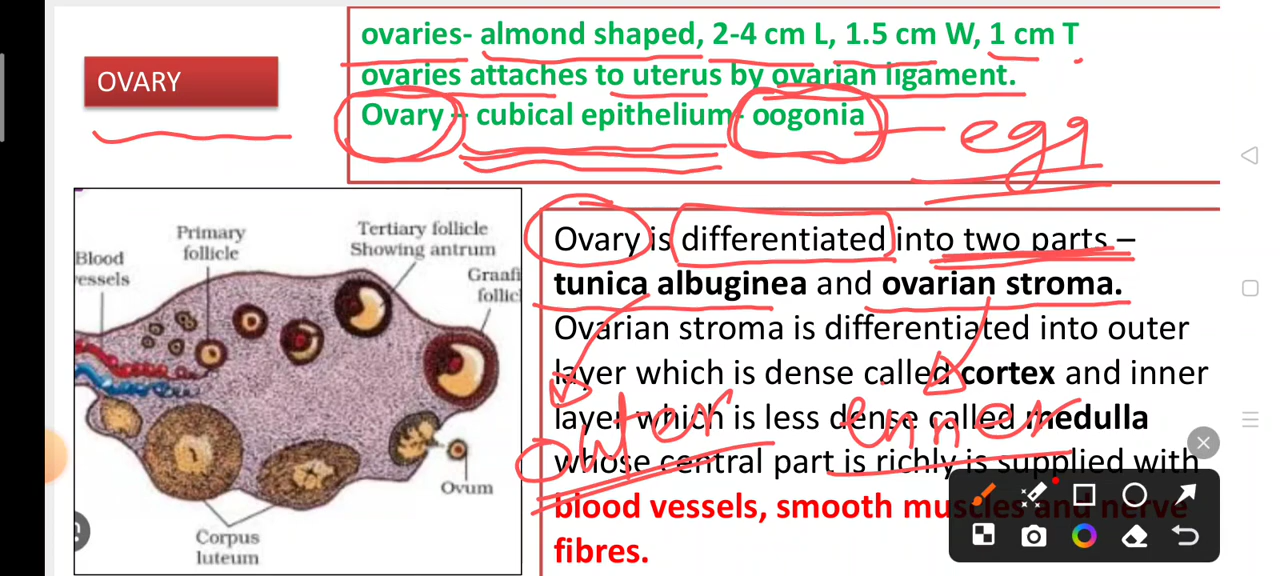 OVARY
ovaries- almond shaped, 2-4 cm L, 1.5 cm W, 1 cm T
ovaries attaches to uterus by ovarian ligament.
Ovary – cubical epithelium- oogonia
egg
Primary
follicle
Tertiary follicle
Showing antrum
Blood
essels
Graafi
follic
Ovum
Corpus
luteum
Ovary is differentiated into two parts –
tunica albuginea and ovarian stroma.
Ovarian stroma is differentiated into outer
layer which is dense called cortex and inner
layer which is less dense called medulla
outer
inner
whose central part is richly is supplied with
blood vessels, smooth muscles and nerve
fibres.